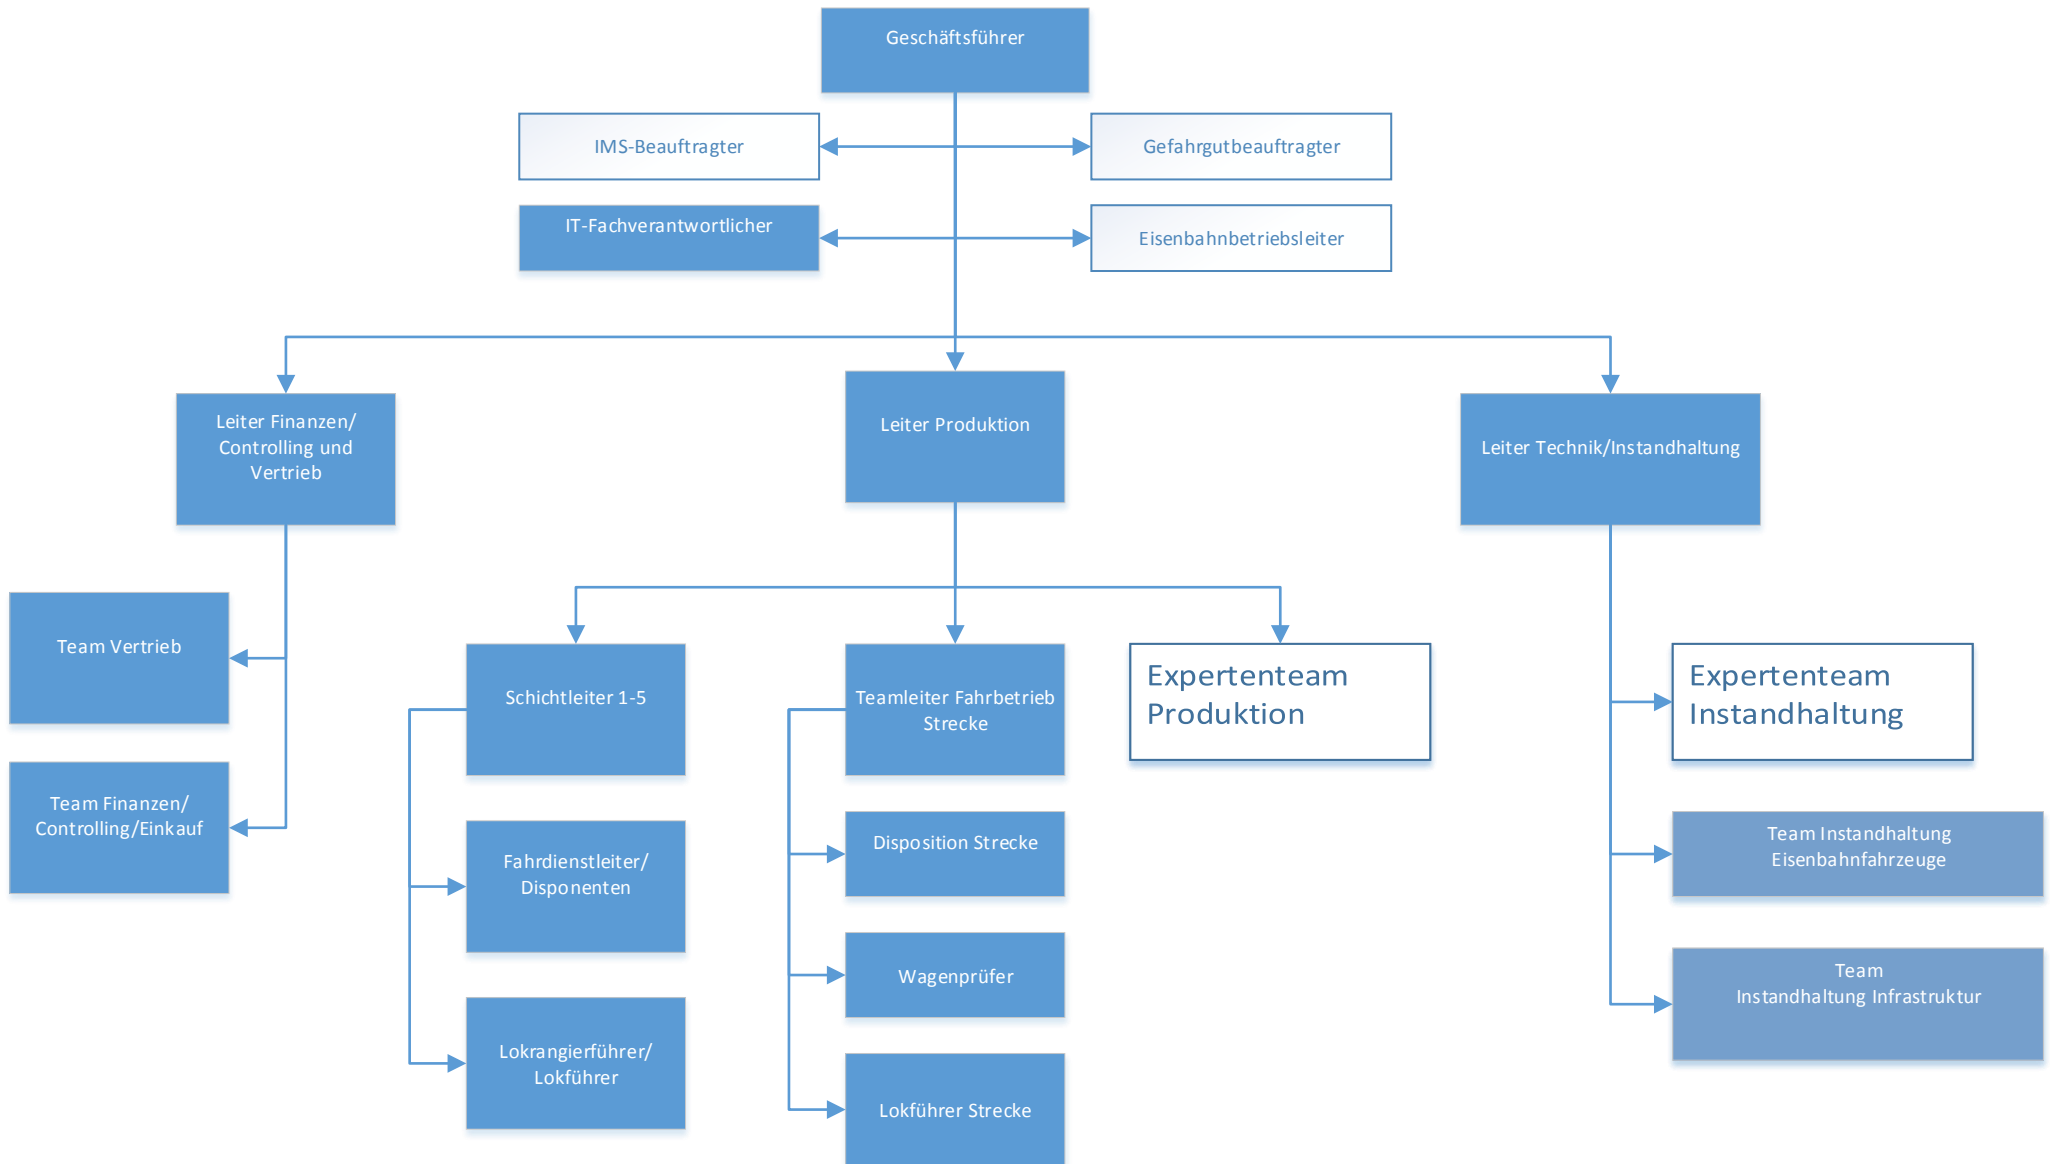 Geschäftsführer
IMS-Beauftragter
Gefahrgutbeauftragter
IT-Fachverantwortlicher
Eisenbahnbetriebsleiter
Leiter Finanzen/
Controlling und
Vertrieb
Leiter Produktion
Leiter Technik/Instandhaltung
Team Vertrieb
Team Finanzen/
Controlling/Einkauf
Schichtleiter 1-5
Fahrdienstleiter/
Disponenten
Lokrangierführer/
Lokführer
Teamleiter Fahrbetrieb
Strecke
Disposition Strecke
Wagenprüfer
Lokführer Strecke
Expertenteam
Produktion
Expertenteam
Instandhaltung
Team Instandhaltung
Eisenbahnfahrzeuge
Team
Instandhaltung Infrastruktur